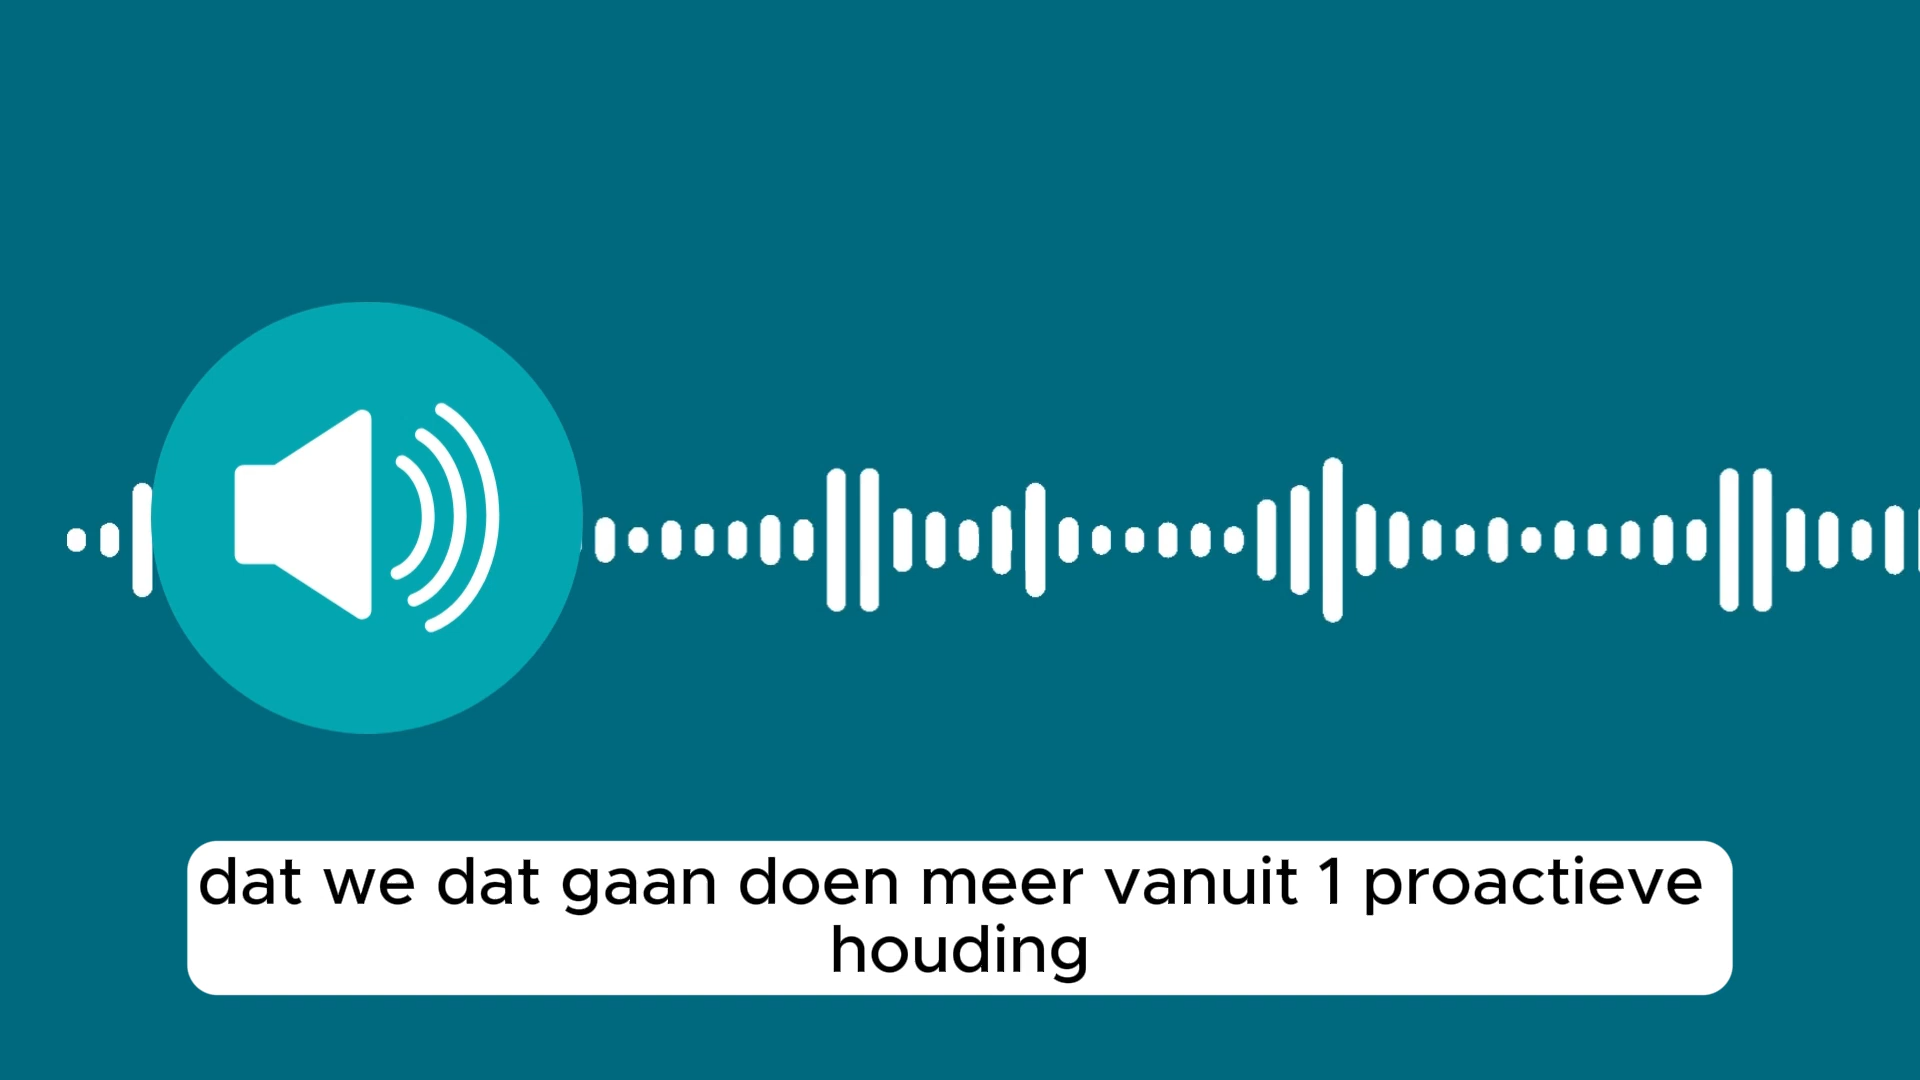 dat we dat gaan doen meer vanuit 1 proactieve
houding